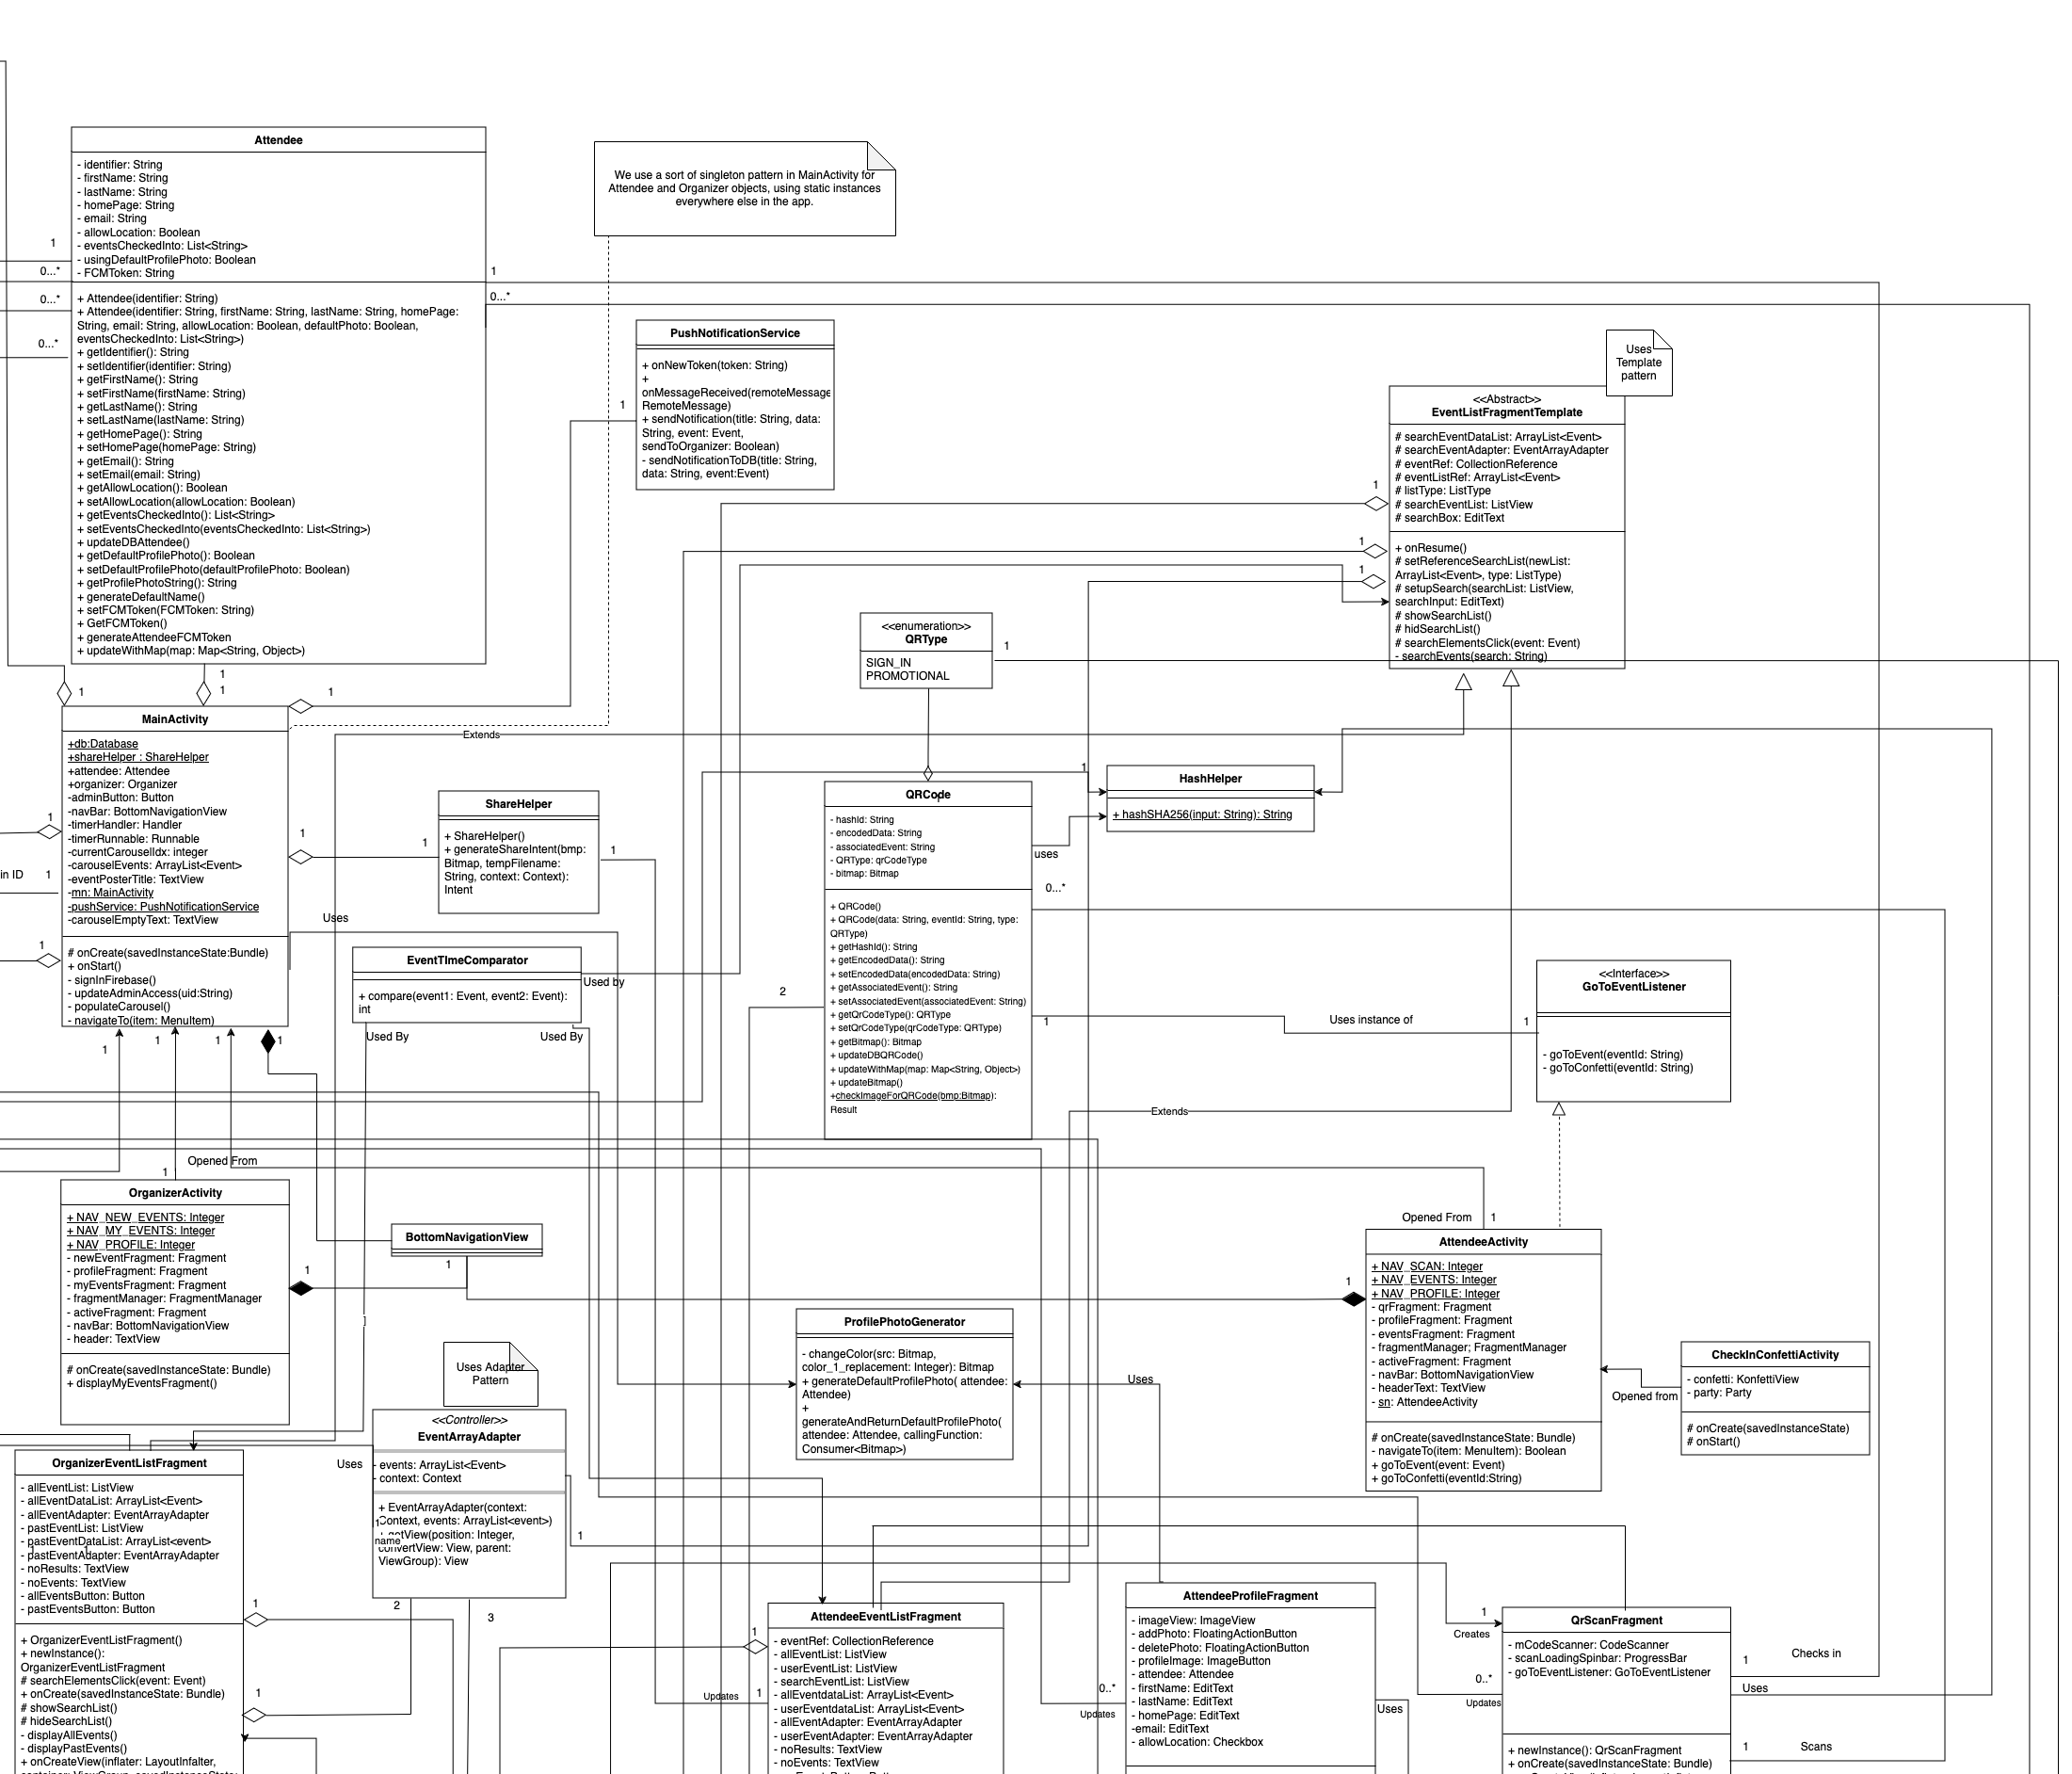 Attendee
- identifier: String
- firstName: String
- lastName: String
- homePage: String
- email: String
- allowLocation: Boolean
- eventsCheckedInto: List<String>
- usingDefaultProfilePhoto: Boolean
- FCMToken: String
+ Attendee(identifier: String)
+ Attendee(identifier: String, firstName: String, lastName: String, homePage:
String, email: String, allowLocation: Boolean, defaultPhoto: Boolean,
eventsCheckedInto: List<String>)
+ getIdentifier(): String
+ setIdentifier(identifier: String)
+ getFirstName(): String
+ setFirstName(firstName: String)
+ getLastName(): String
+ setLastName(lastName: String)
+ getHomePage(): String
+ setHomePage(homePage: String)
+ getEmail(): String
+ setEmail(email: String)
+ getAllowLocation(): Boolean
+ setAllowLocation(allowLocation: Boolean)
+ getEventsCheckedInto(): List<String>
+ setEventsCheckedInto(eventsCheckedInto: List<String>)
+ updateDBAttendee()
+ getDefaultProfilePhoto(): Boolean
+ setDefaultProfilePhoto(defaultProfilePhoto: Boolean)
+ getProfilePhotoString(): String
+ generateDefaultName()
+ setFCMToken(FCMToken: String)
+ GetFCMToken()
+ generateAttendeeFCMToken
+ updateWithMap(map: Map<String, Object>)
1
0...*
0...*
0...*
1
0...*
We use a sort of singleton pattern in MainActivity for
Attendee and Organizer objects, using static instances
everywhere else in the app.
PushNotificationService
+ onNewToken(token: String)
+
onMessageReceived(remoteMessage
RemoteMessage)
+ sendNotification(title: String, data:
String, event: Event,
sendToOrganizer: Boolean)
- sendNotificationToDB(title: String,
data: String, event:Event)
1
Uses
Template
pattern
<<Abstract>>
EventListFragmentTemplate
# searchEventDataList: ArrayList<Event>
# searchEventAdapter: EventArrayAdapter
# eventRef: CollectionReference
# eventListRef: ArrayList<Event>
# listType: ListType
# searchEventList: ListView
# searchBox: EditText
+ onResume()
# setReferenceSearchList(newList:
ArrayList<Event>, type: ListType)
# setupSearch(searchList: ListView,
searchInput: EditText)
# showSearchList()
# hidSearchList()
# searchElementsClick(event: Event)
- searchEvents(search: String)
1
1
1
<<enumeration>>
QRType
SIGN_IN
PROMOTIONAL
1
1
1
1
1
MainActivity
+db:Database
+shareHelper : ShareHelper
+attendee: Attendee
+organizer: Organizer
-adminButton: Button
-navBar: BottomNavigationView
-timerHandler: Handler
-timerRunnable: Runnable
-currentCarouselIdx: integer
-carouselEvents: ArrayList<Event>
-eventPosterTitle: TextView
-mn: MainActivity
-pushService: PushNotificationService
-carouselEmptyText: TextView
# onCreate(savedInstanceState:Bundle)
+ onStart()
- signInFirebase()
- updateAdminAccess(uid:String)
- populateCarousel()
- navigateTo(item: MenuItem)
1
in ID
1
1
1
1
1
1
1
Extends
Uses
ShareHelper
+ ShareHelper()
+ generateShareIntent(bmp:
Bitmap, tempFilename:
String, context: Context):
Intent
1
1
1
QRCode
- hashId: String
- encodedData: String
- associatedEvent: String
- QRType: qrCodeType
- bitmap: Bitmap
+ QRCode()
+ QRCode(data: String, eventId: String, type:
QRType)
+ getHashId(): String
+ getEncodedData(): String
+ setEncodedData(encodedData: String)
+ getAssociatedEvent(): String
+ setAssociatedEvent(associatedEvent: String)
+ getQrCodeType(): QRType
+ setQrCodeType(qrCodeType: QRType)
+ getBitmap(): Bitmap
+ updateDBQRCode()
+ updateWithMap(map: Map<String, Object>)
+ updateBitmap()
+checkImageForQRCode(bmp:Bitmap):
Result
uses
0...*
2
1
Uses instance of
1
1
HashHelper
+ hashSHA256(input: String): String
EventTImeComparator
+ compare(event1: Event, event2: Event):
int
Used by
Used By
Used By
<<Interface>>
GoToEventListener
- goToEvent(eventId: String)
- goToConfetti(eventId: String)
Extends
Opened From
1
OrganizerActivity
+ NAV_NEW_EVENTS: Integer
+ NAV_MY_EVENTS: Integer
+ NAV_PROFILE: Integer
- newEventFragment: Fragment
- profileFragment: Fragment
- myEventsFragment: Fragment
- fragmentManager: FragmentManager
- activeFragment: Fragment
- navBar: BottomNavigationView
- header: TextView
# onCreate(savedInstanceState: Bundle)
+ displayMyEventsFragment()
1
BottomNavigationView
1
]
Uses Adapter
Pattern
<<Controller>>
EventArrayAdapter
- events: ArrayList<Event>
- context: Context
+ EventArrayAdapter(context:
Context, events: ArrayList<event>)
+ getView(position: Integer,
convertView: View, parent:
ViewGroup): View
1
name
Uses
1
2
3
ProfilePhotoGenerator
- changeColor(src: Bitmap,
color_1_replacement: Integer): Bitmap
+ generateDefaultProfilePhoto( attendee:
Attendee)
+
generateAndReturnDefaultProfilePhoto(
attendee: Attendee, callingFunction:
Consumer<Bitmap>)
Uses
Opened From
1
1
AttendeeActivity
+ NAV_SCAN: Integer
+ NAV_EVENTS: Integer
+ NAV_PROFILE: Integer
- qrFragment: Fragment
- profileFragment: Fragment
- eventsFragment: Fragment
- fragmentManager; FragmentManager
- activeFragment: Fragment
- navBar: BottomNavigationView
- headerText: TextView
- sn: AttendeeActivity
# onCreate(savedInstanceState: Bundle)
- navigateTo(item: MenuItem): Boolean
+ goToEvent(event: Event)
+ goToConfetti(eventId:String)
Opened from
CheckInConfettiActivity
- confetti: KonfettiView
- party: Party
# onCreate(savedInstanceState)
# onStart()
OrganizerEventListFragment
- allEventList: ListView
- allEventDataList: ArrayList<Event>
- allEventAdapter: EventArrayAdapter
- pastEventList: ListView
- pastEventDataList: ArrayList<event>
- pastEventAdapter: EventArrayAdapter
- noResults: TextView
- noEvents: TextView
- allEventsButton: Button
- pastEventsButton: Button
+ OrganizerEventListFragment()
+ newInstance():
OrganizerEventListFragment
# searchElementsClick(event: Event)
+ onCreate(savedInstanceState: Bundle)
# showSearchList()
# hideSearchList()
- displayAllEvents()
- displayPastEvents()
+ onCreateView(inflater: LayoutInfalter,
1
1
AttendeeEventListFragment
- eventRef: CollectionReference
- allEventList: ListView
- userEventList: ListView
- searchEventList: ListView
- allEventdataList: ArrayList<Event>
- userEventdataList: ArrayList<Event>
- allEventAdapter: EventArrayAdapter
- userEventAdapter: EventArrayAdapter
- noResults: TextView
- noEvents: TextView
1
Updates
1
AttendeeProfileFragment
- imageView: ImageView
- addPhoto: FloatingActionButton
- deletePhoto: FloatingActionButton
- profileImage: ImageButton
- attendee: Attendee
- firstName: EditText
- lastName: EditText
- homePage: EditText
-email: EditText
- allowLocation: Checkbox
0..*
Updates
Uses
QrScanFragment
- mCodeScanner: CodeScanner
- scanLoadingSpinbar: ProgressBar
- goToEventListener: GoToEventListener
+ newInstance(): QrScanFragment
+ onCreate(savedInstanceState: Bundle)
1
Creates
0..*
Updates
1
Checks in
Uses
1
Scans